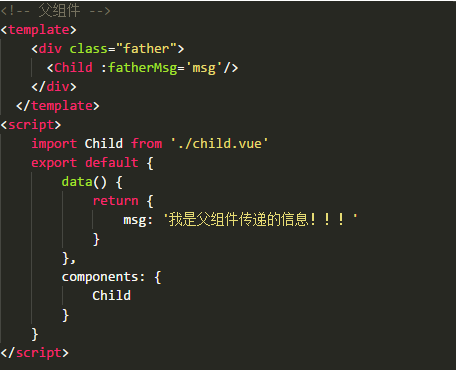 <!-- 父组件 -->
<template>
    <div class="father">
      <Child :fatherMsg='msg'/>
    </div>
  </template>
<script>
    import Child from './child.vue'
    export default {
        data() {
            return {
                msg: '我是父组件传递的信息！！！'
            }
        },
        components: {
            Child
        }
    }
</script>